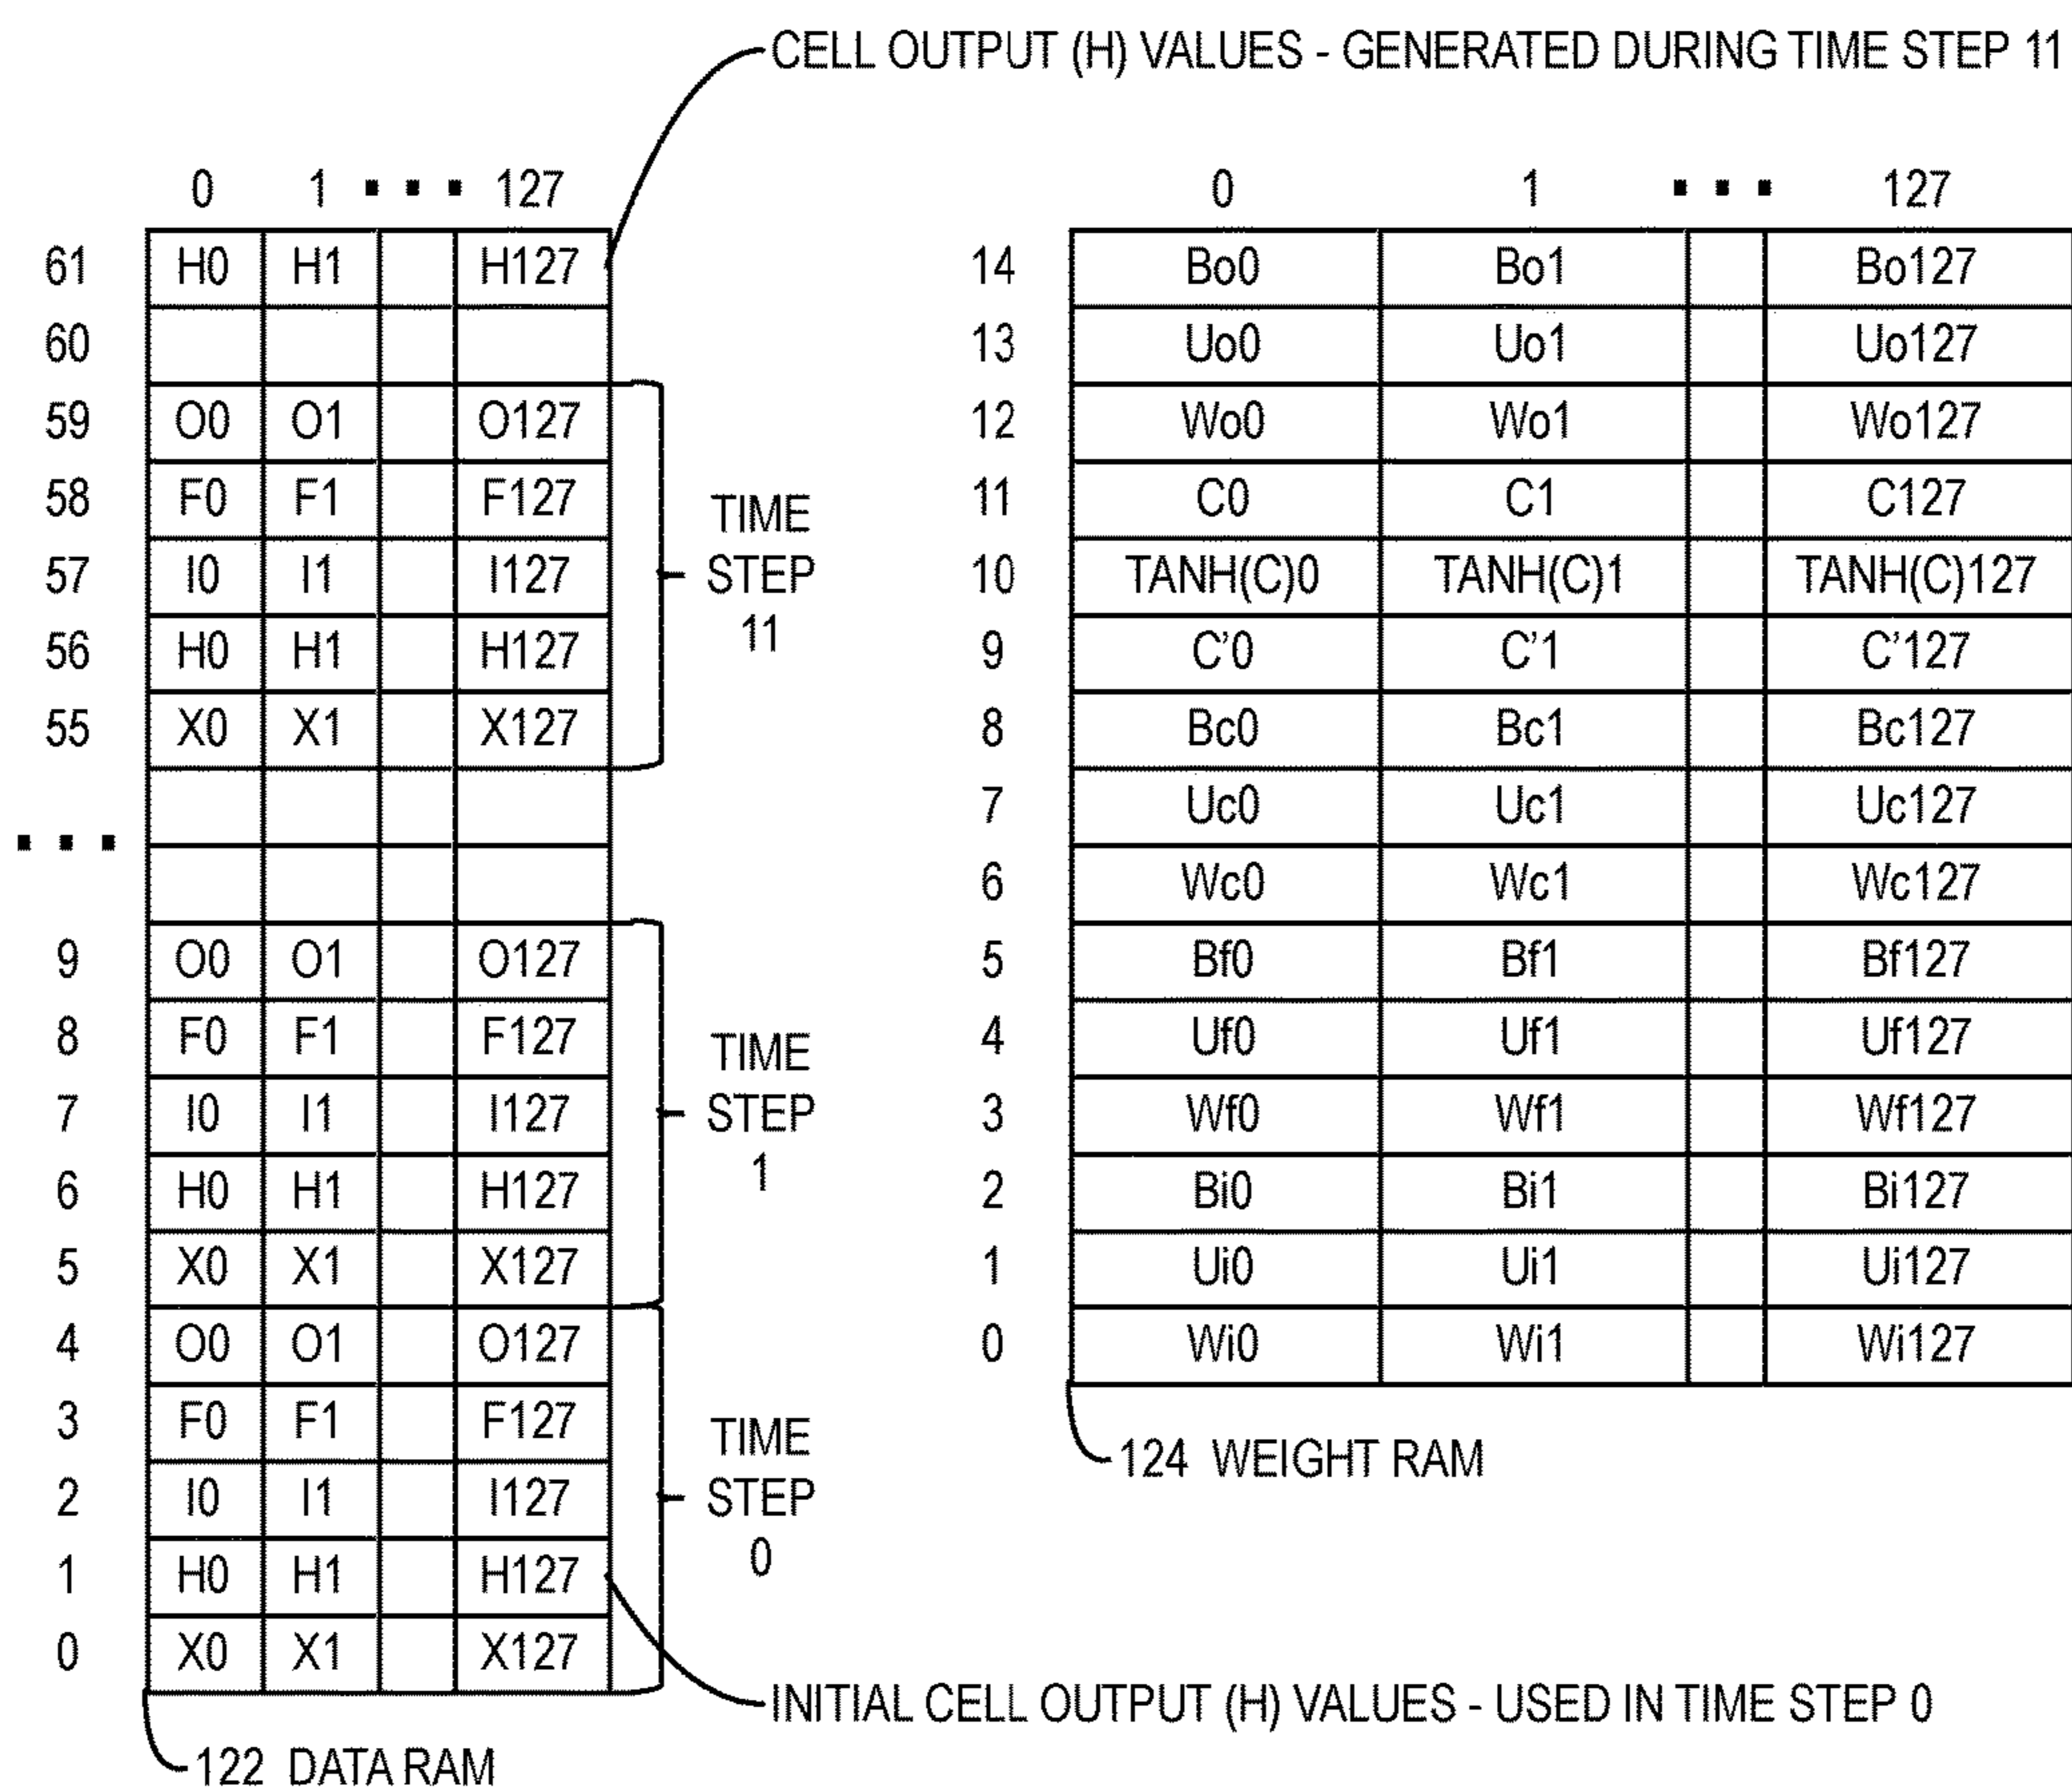 CELL OUTPUT (H) VALUES - GENERATED DURING TIME STEP 11
0 1 ▪ ▪ ▪ 127
61 H0 H1 H127
60
59 O0 O1 O127
58 F0 F1 F127
57 I0 I1 I127
56 H0 H1 H127
55 X0 X1 X127
TIME
STEP
11
▪ ▪ ▪
9 O0 O1 O127
8 F0 F1 F127
7 I0 I1 I127
6 H0 H1 H127
5 X0 X1 X127
TIME
STEP
1
4 O0 O1 O127
3 F0 F1 F127
2 I0 I1 I127
1 H0 H1 H127
0 X0 X1 X127
TIME
STEP
0
INITIAL CELL OUTPUT (H) VALUES - USED IN TIME STEP 0
122 DATA RAM
0 1 ▪ ▪ ▪ 127
14 Bo0 Bo1 Bo127
13 Uo0 Uo1 Uo127
12 Wo0 Wo1 Wo127
11 C0 C1 C127
10 TANH(C)0 TANH(C)1 TANH(C)127
9 C'0 C'1 C'127
8 Bc0 Bc1 Bc127
7 Uc0 Uc1 Uc127
6 Wc0 Wc1 Wc127
5 Bf0 Bf1 Bf127
4 Uf0 Uf1 Uf127
3 Wf0 Wf1 Wf127
2 Bi0 Bi1 Bi127
1 Ui0 Ui1 Ui127
0 Wi0 Wi1 Wi127
124 WEIGHT RAM